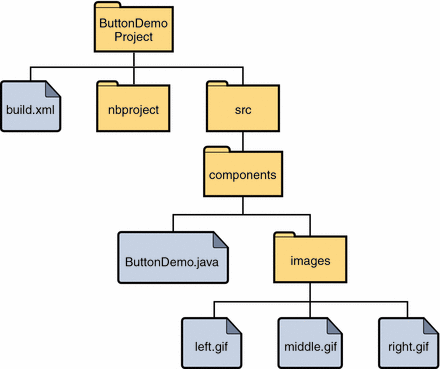 ButtonDemo
Project
build.xml
nbproject
src
components
ButtonDemo.java
images
left.gif
middle.gif
right.gif